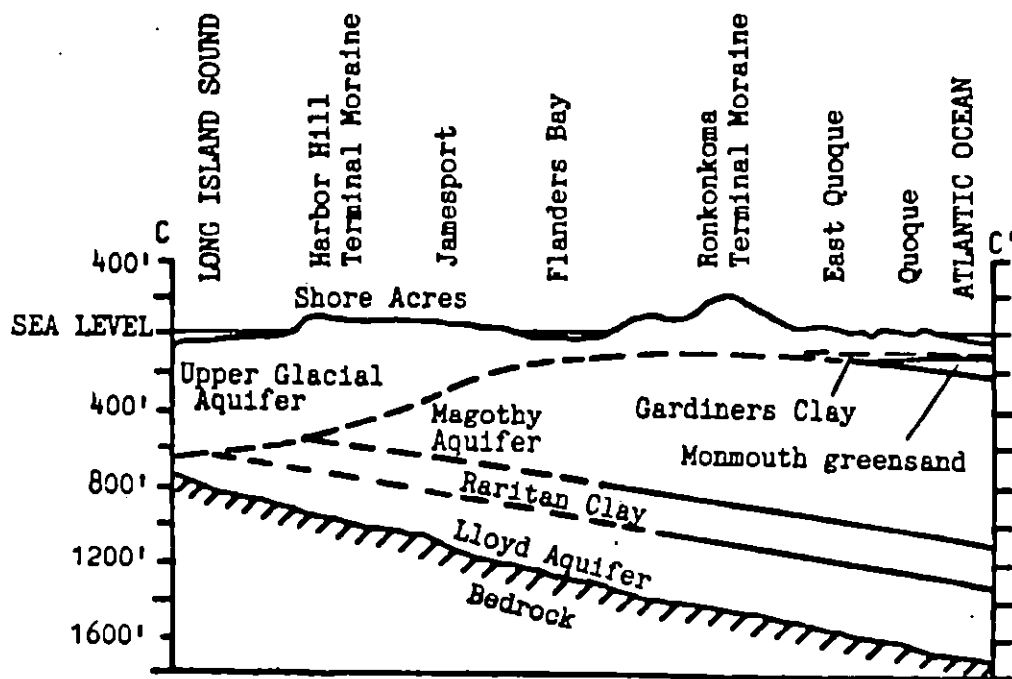 LONG ISLAND SOUND
Harbor Hill
Terminal Moraine
Jamesport
Flanders Bay
Ronkonkoma
Terminal Moraine
East Quoque
Quoque
ATLANTIC OCEAN
C
C'
400'
Shore Acres
SEA LEVEL
Upper Glacial
Aquifer
400'
Magothy
Aquifer
Gardiners Clay
Monmouth greensand
800'
Raritan Clay
Lloyd Aquifer
1200'
Bedrock
1600'